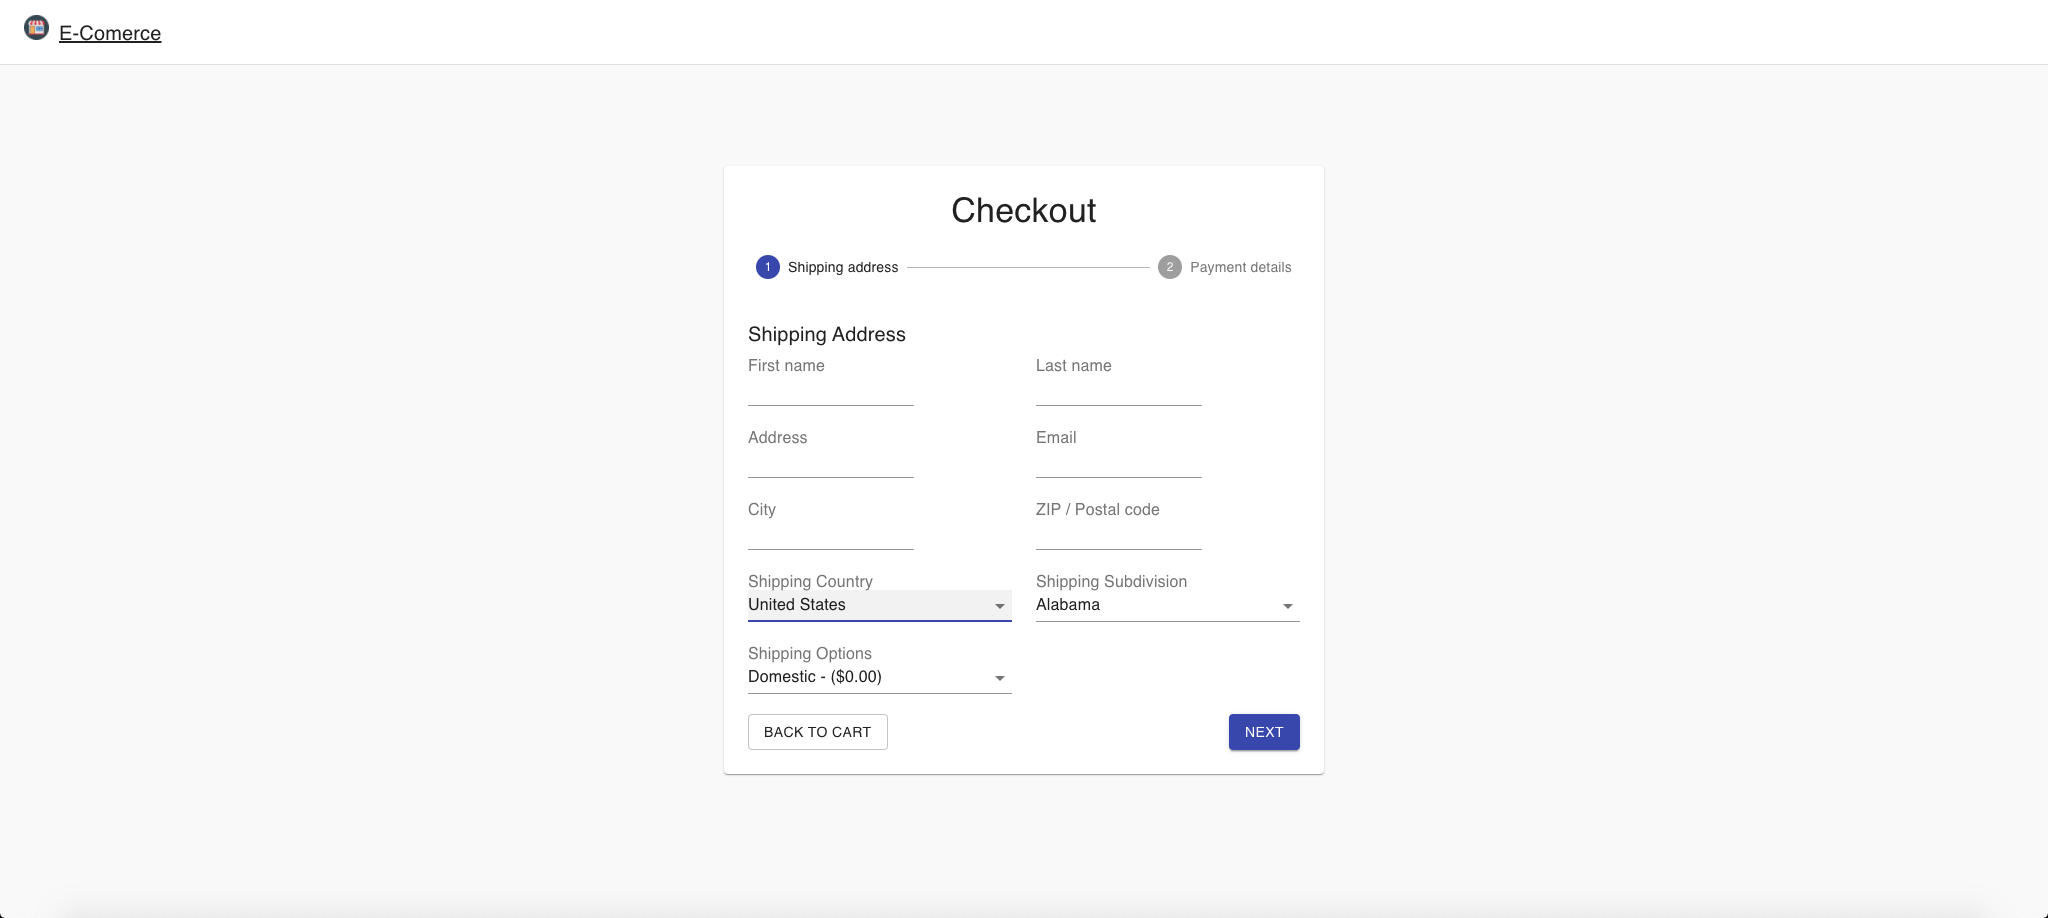 E-Comerce
Checkout
1 Shipping address 2 Payment details
Shipping Address
First name Last name
Address Email
City ZIP / Postal code
Shipping Country Shipping Subdivision
United States Alabama
Shipping Options
Domestic - ($0.00)
BACK TO CART NEXT